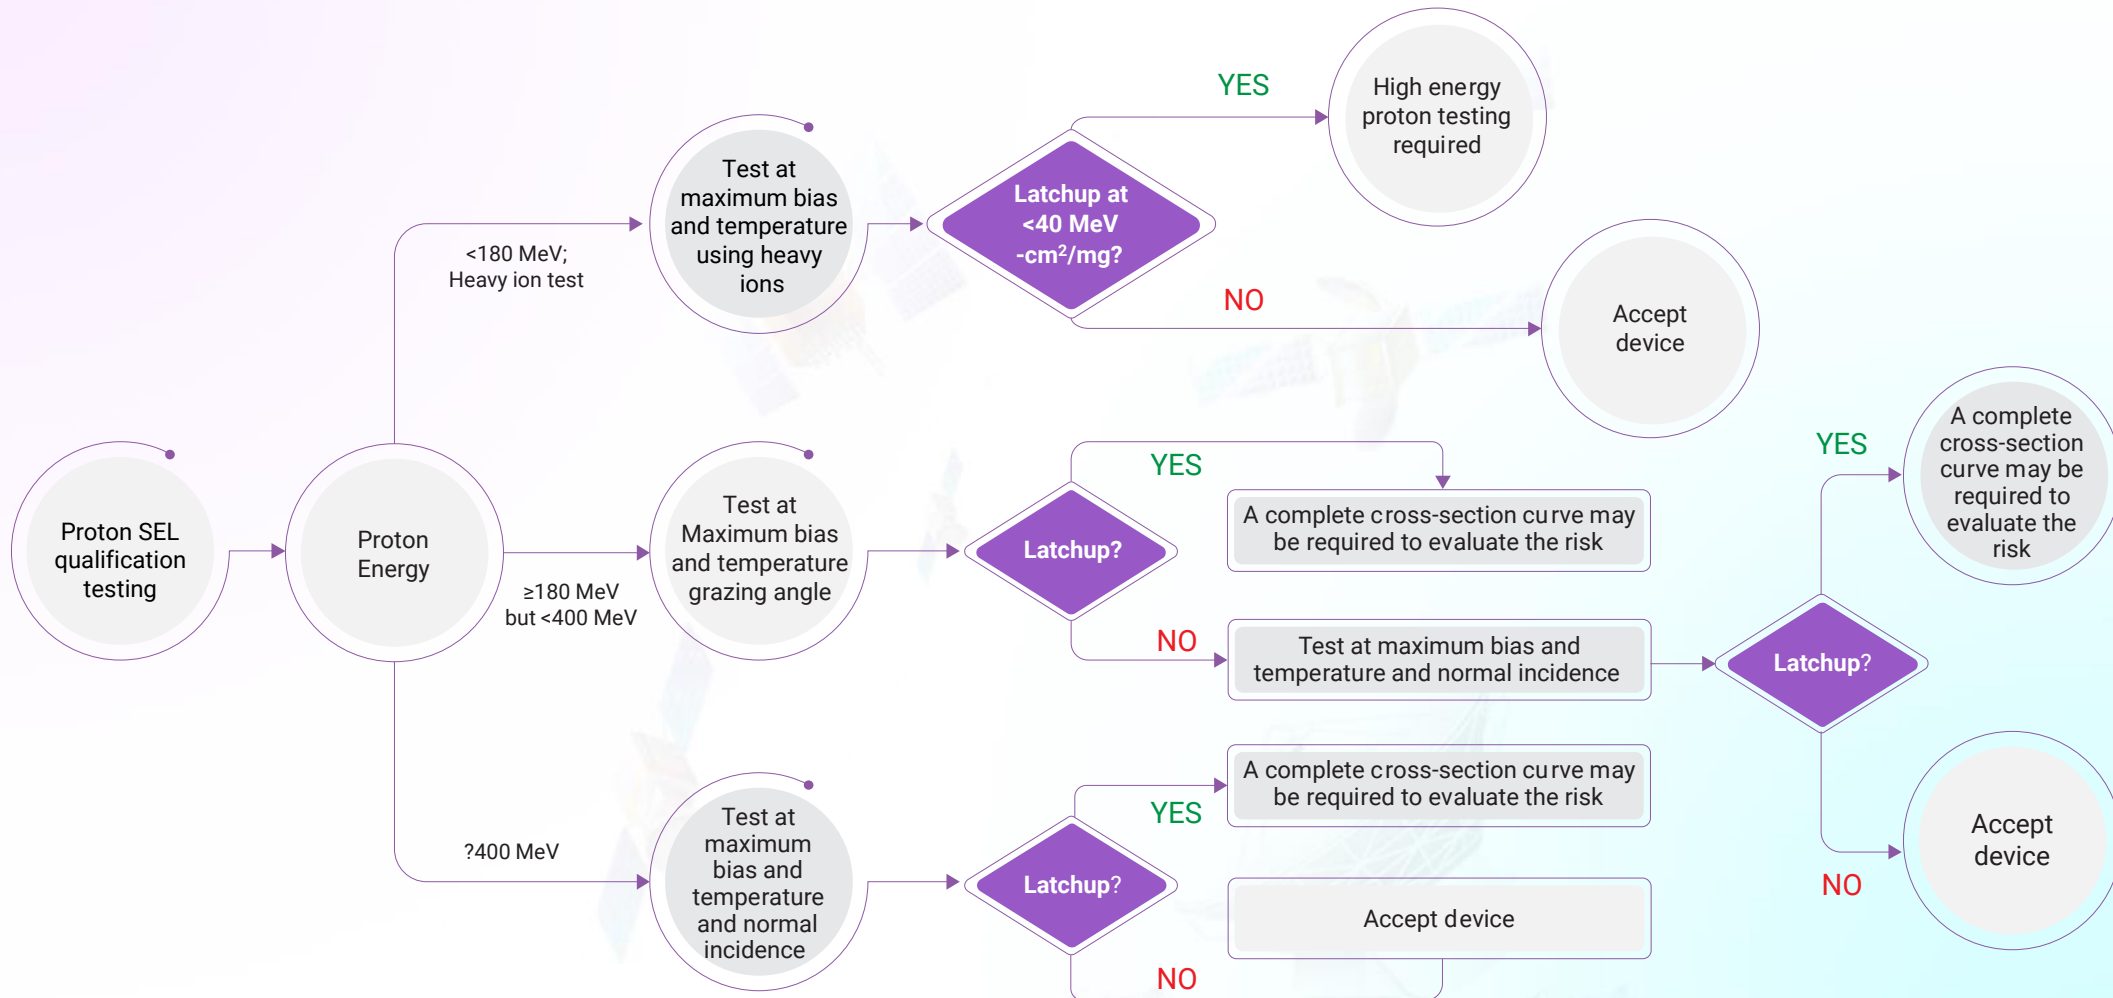 Proton SEL
qualification
testing
Proton
Energy
<180 MeV;
Heavy ion test
Test at
maximum bias
and temperature
using heavy
ions
Latchup at
<40 MeV
-cm²/mg?
YES
High energy
proton testing
required
NO
Accept
device
≥180 MeV
but <400 MeV
Test at
Maximum bias
and temperature
grazing angle
Latchup?
YES
A complete cross-section curve may
be required to evaluate the risk
NO
Test at maximum bias and
temperature and normal incidence
Latchup?
YES
A complete
cross-section
curve may be
required to
evaluate the
risk
NO
Accept
device
?400 MeV
Test at
maximum
bias and
temperature
and normal
incidence
Latchup?
YES
A complete cross-section curve may
be required to evaluate the risk
NO
Accept device